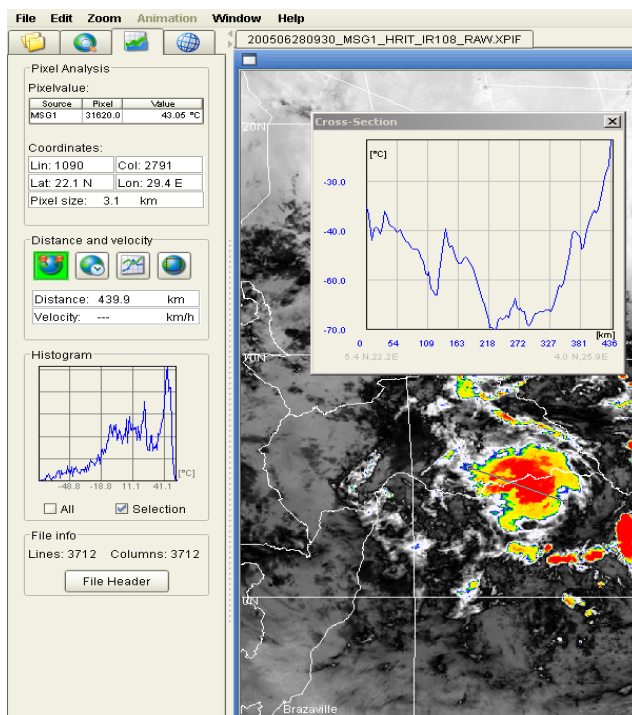 File Edit Zoom Animation Window Help
200506280930_MSG1_HRIT_IR108_RAW.XPIF
Pixel Analysis
Pixelvalue:
Source Pixel Value
MSG1 31620.0 43.05 °C
Coordinates:
Lin: 1090 Col: 2791
Lat: 22.1 N Lon: 29.4 E
Pixel size: 3.1 km
Distance and velocity
Distance: 439.9 km
Velocity: --- km/h
Histogram
[°C]
-48.8 -18.8 11.1 41.1
All Selection
File info
Lines: 3712 Columns: 3712
File Header
20N
Cross-Section
[°C]
-30.0
-40.0
-60.0
-70.0
[km]
0 54 109 163 218 272 327 381 436
5.4 N,22.2E 4.0 N,25.9E
10N
0N
Brazaville